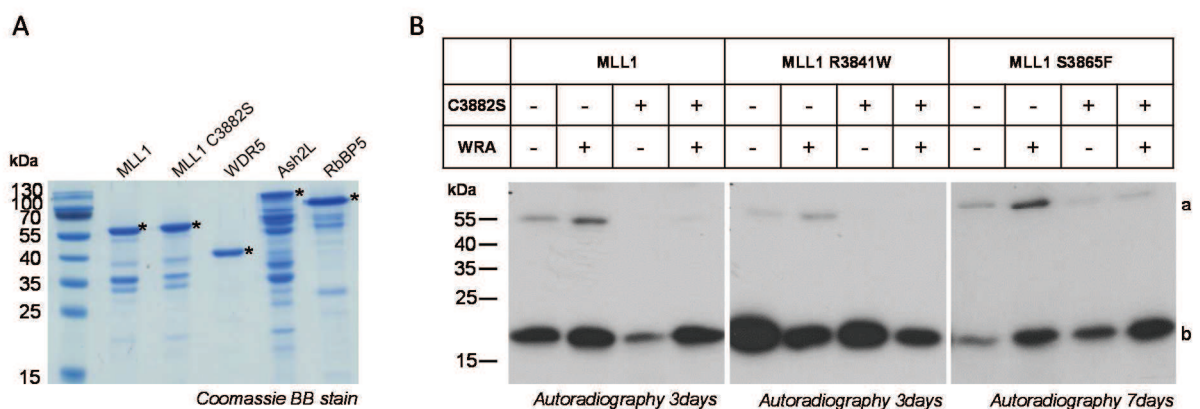 A
kDa
MLL1
MLL1 C3882S
WDR5
Ash2L
RbBP5
130
100
70
55
40
35
25
15
*
*
*
*
*
Coomassie BB stain
B
MLL1 MLL1 R3841W MLL1 S3865F
C3882S - - + + - - + + - - + +
WRA - + - + - + - + - + - +
kDa
55
40
35
25
15
a
b
Autoradiography 3days
Autoradiography 3days
Autoradiography 7days